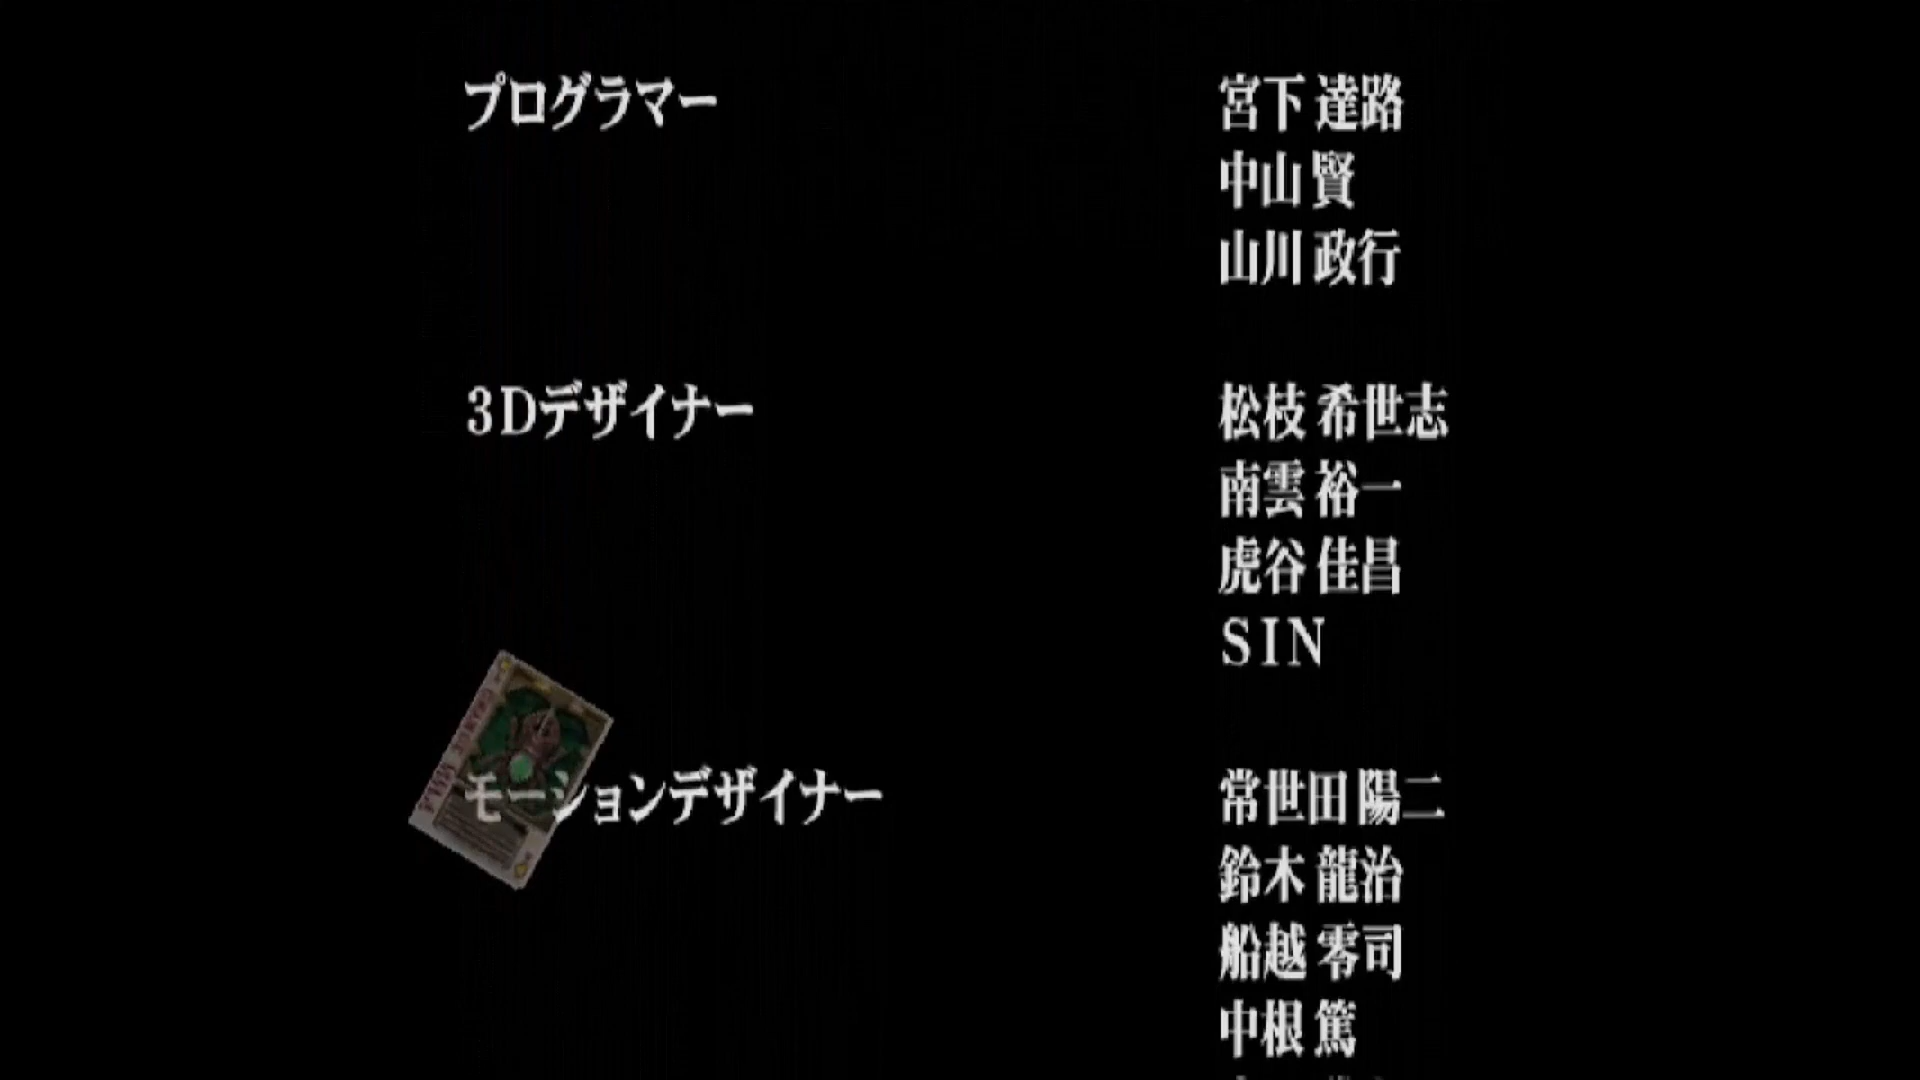 プログラマー
宮下 達路
中山 賢
山川 政行
3Dデザイナー
松枝 希世志
南雲 裕一
虎谷 佳昌
SIN
モーションデザイナー
常世田 陽二
鈴木 龍治
船越 零司
中根 篤